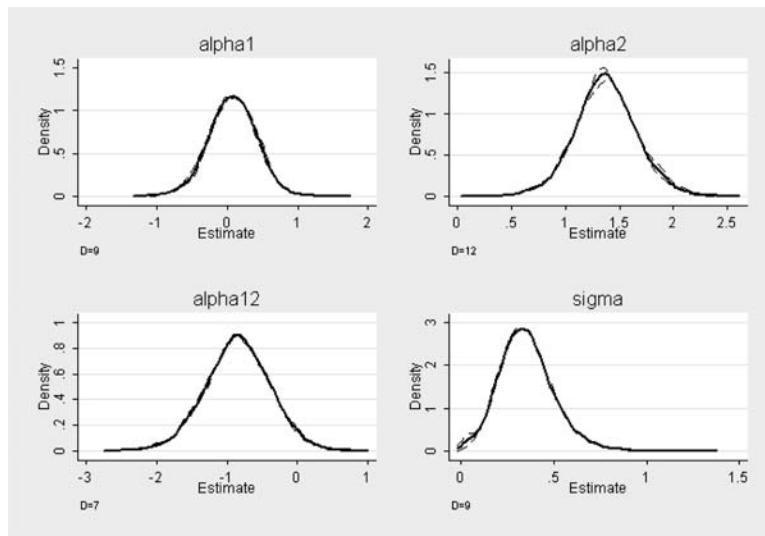 alpha1
Density
0 .5 1 1.5
-2 -1 0 1 2
Estimate
D=9
alpha2
Density
0 .5 1 1.5
0 .5 1 1.5 2 2.5
Estimate
D=12
alpha12
Density
0 .2 .4 .6 .8 1
-3 -2 -1 0 1
Estimate
D=7
sigma
Density
0 1 2 3
0 .5 1 1.5
Estimate
D=9